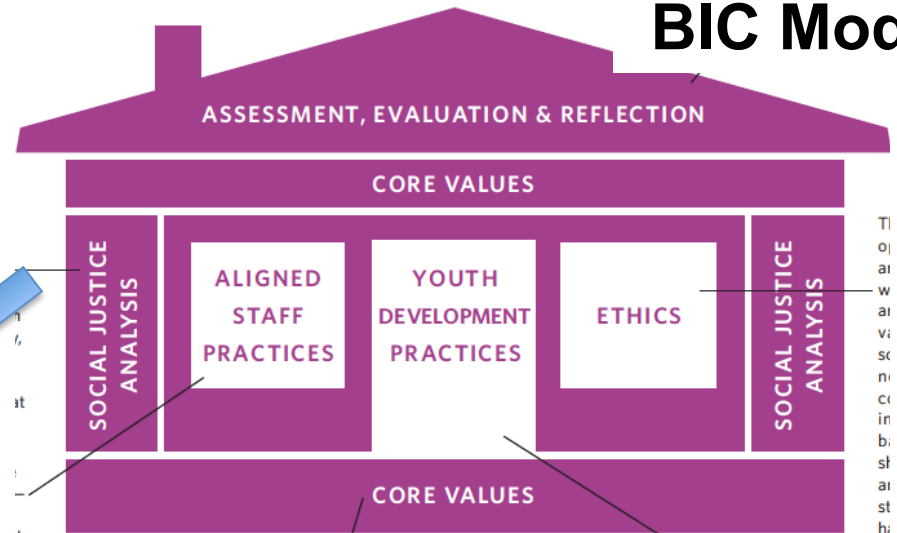 BIC Mod
ASSESSMENT, EVALUATION & REFLECTION
CORE VALUES
SOCIAL JUSTICE
ANALYSIS
ALIGNED
STAFF
PRACTICES
YOUTH
DEVELOPMENT
PRACTICES
ETHICS
SOCIAL JUSTICE
ANALYSIS
CORE VALUES